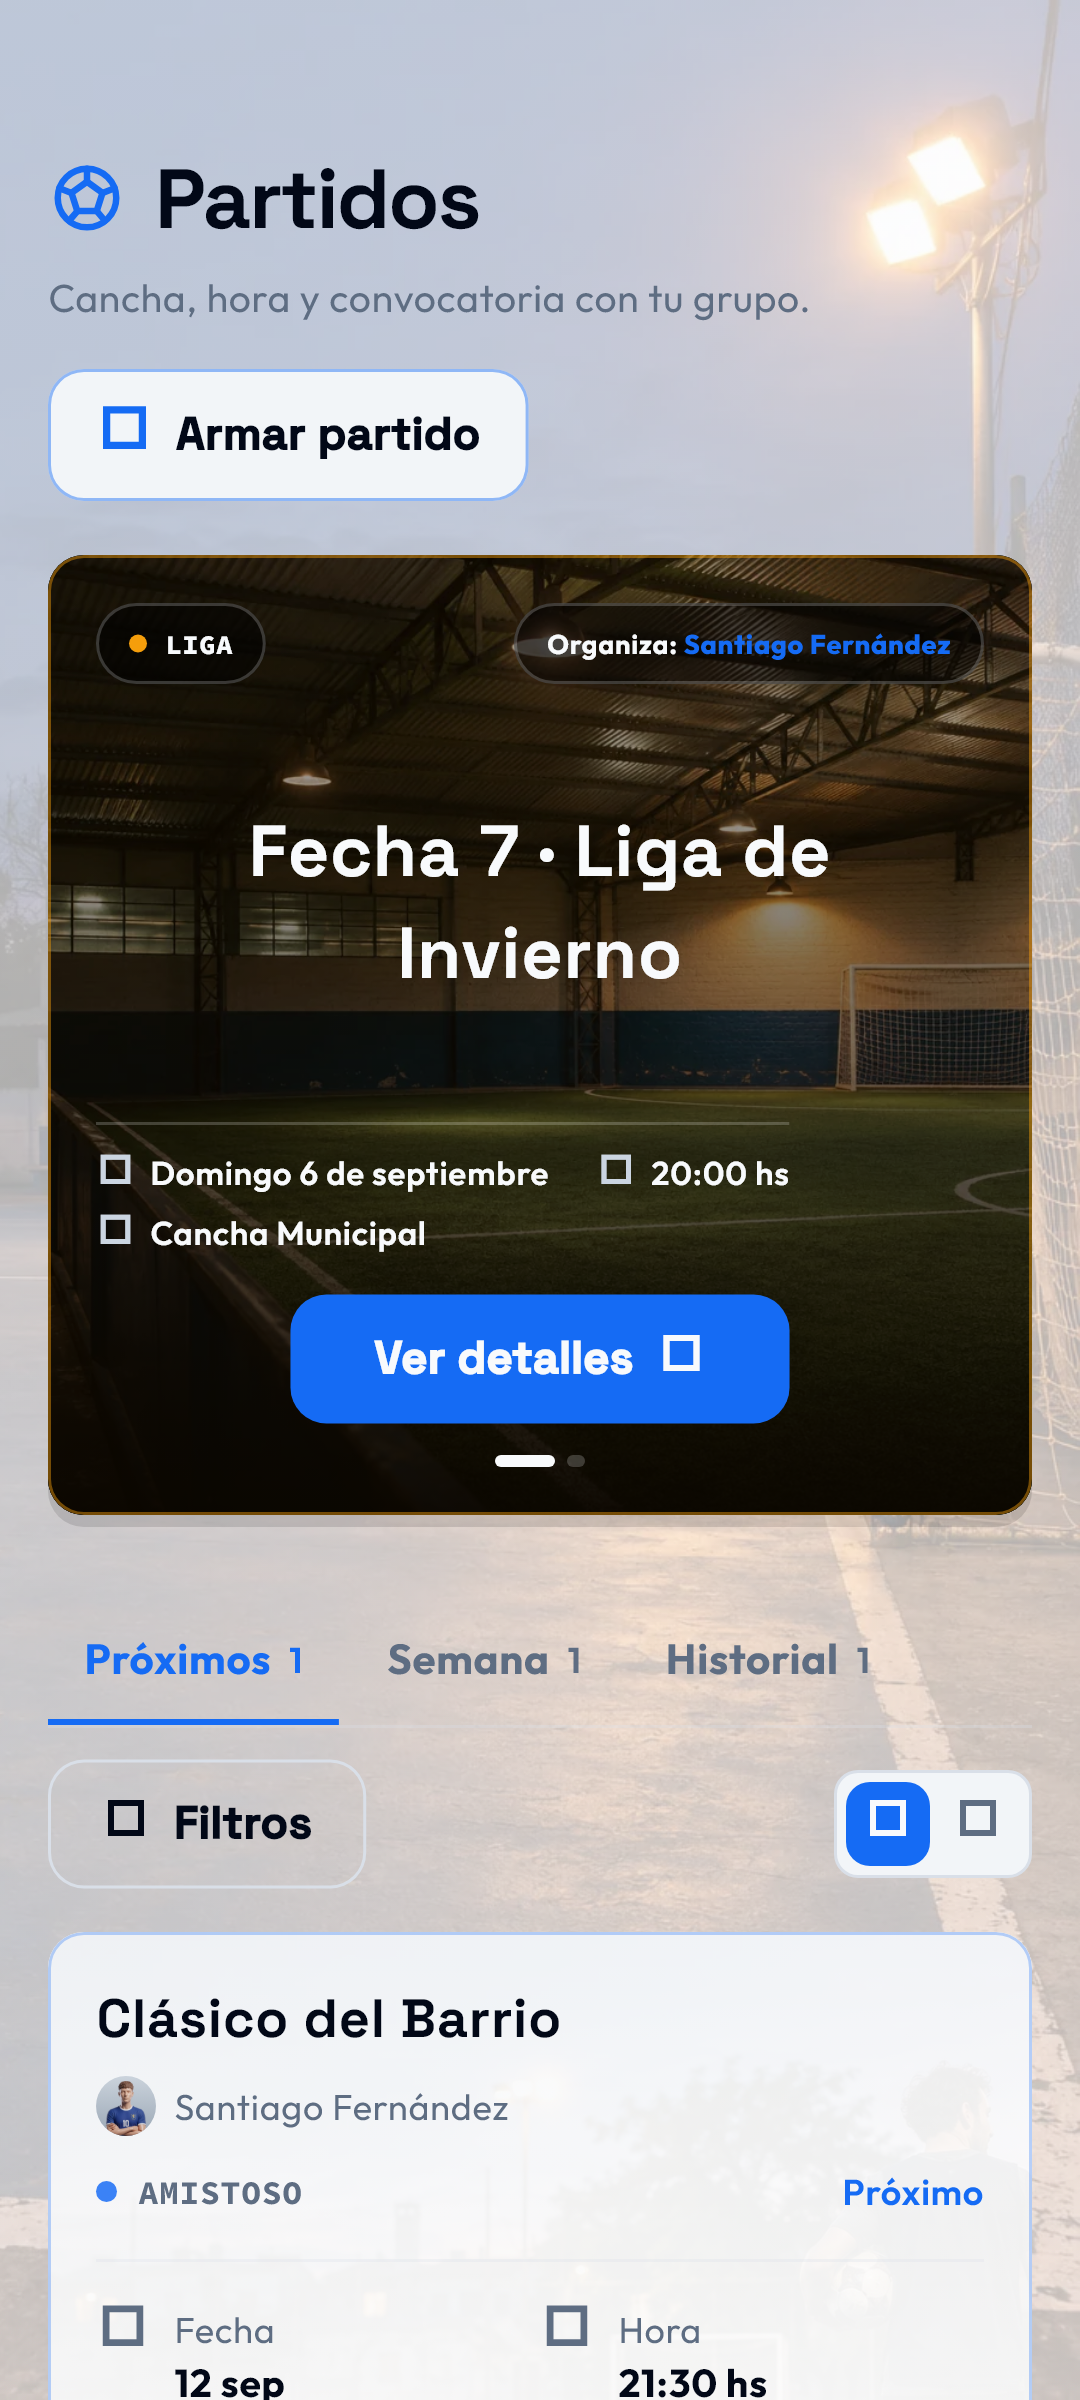 Partidos
Cancha, hora y convocatoria con tu grupo.
Armar partido
LIGA
Organiza: Santiago Fernández
Fecha 7 · Liga de
Invierno
Domingo 6 de septiembre
20:00 hs
Cancha Municipal
Ver detalles
Próximos 1
Semana 1
Historial 1
Filtros
Clásico del Barrio
Santiago Fernández
AMISTOSO
Próximo
Fecha
Hora
12 sep
21:30 hs